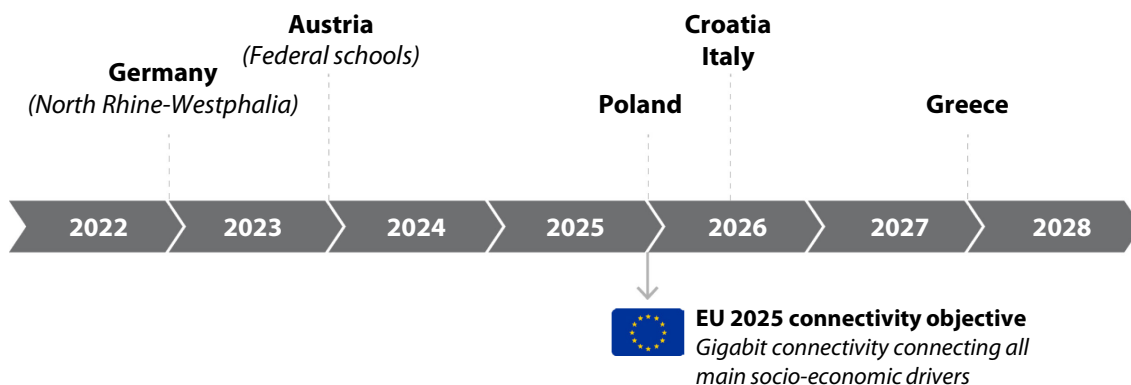 Austria
(Federal schools)
Croatia
Italy
Germany
(North Rhine-Westphalia)
Poland
Greece
2022
2023
2024
2025
2026
2027
2028
EU 2025 connectivity objective
Gigabit connectivity connecting all
main socio-economic drivers